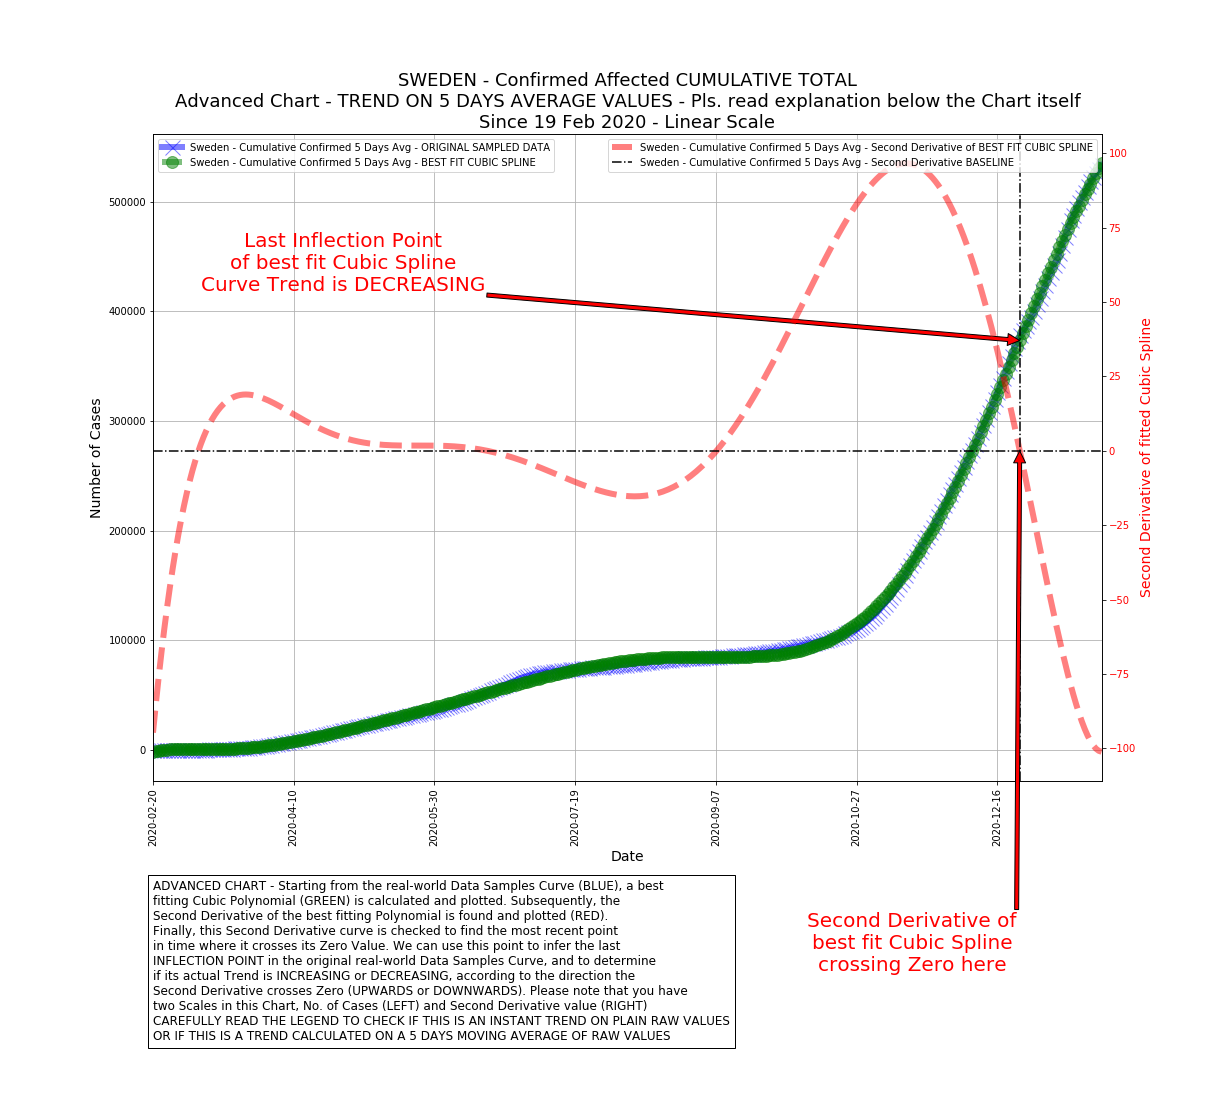 SWEDEN - Confirmed Affected CUMULATIVE TOTAL
Advanced Chart - TREND ON 5 DAYS AVERAGE VALUES - Pls. read explanation below the Chart itself
Since 19 Feb 2020 - Linear Scale
Sweden - Cumulative Confirmed 5 Days Avg - ORIGINAL SAMPLED DATA
Sweden - Cumulative Confirmed 5 Days Avg - BEST FIT CUBIC SPLINE
Sweden - Cumulative Confirmed 5 Days Avg - Second Derivative of BEST FIT CUBIC SPLINE
Sweden - Cumulative Confirmed 5 Days Avg - Second Derivative BASELINE
Last Inflection Point
of best fit Cubic Spline
Curve Trend is DECREASING
Number of Cases
500000
400000
300000
200000
100000
0
100
75
50
25
0
−25
−50
−75
−100
Second Derivative of fitted Cubic Spline
2020-02-20
2020-04-10
2020-05-30
2020-07-19
2020-09-07
2020-10-27
2020-12-16
Date
ADVANCED CHART - Starting from the real-world Data Samples Curve (BLUE), a best
fitting Cubic Polynomial (GREEN) is calculated and plotted. Subsequently, the
Second Derivative of the best fitting Polynomial is found and plotted (RED).
Finally, this Second Derivative curve is checked to find the most recent point
in time where it crosses its Zero Value. We can use this point to infer the last
INFLECTION POINT in the original real-world Data Samples Curve, and to determine
if its actual Trend is INCREASING or DECREASING, according to the direction the
Second Derivative crosses Zero (UPWARDS or DOWNWARDS). Please note that you have
two Scales in this Chart, No. of Cases (LEFT) and Second Derivative value (RIGHT)
CAREFULLY READ THE LEGEND TO CHECK IF THIS IS AN INSTANT TREND ON PLAIN RAW VALUES
OR IF THIS IS A TREND CALCULATED ON A 5 DAYS MOVING AVERAGE OF RAW VALUES
Second Derivative of
best fit Cubic Spline
crossing Zero here